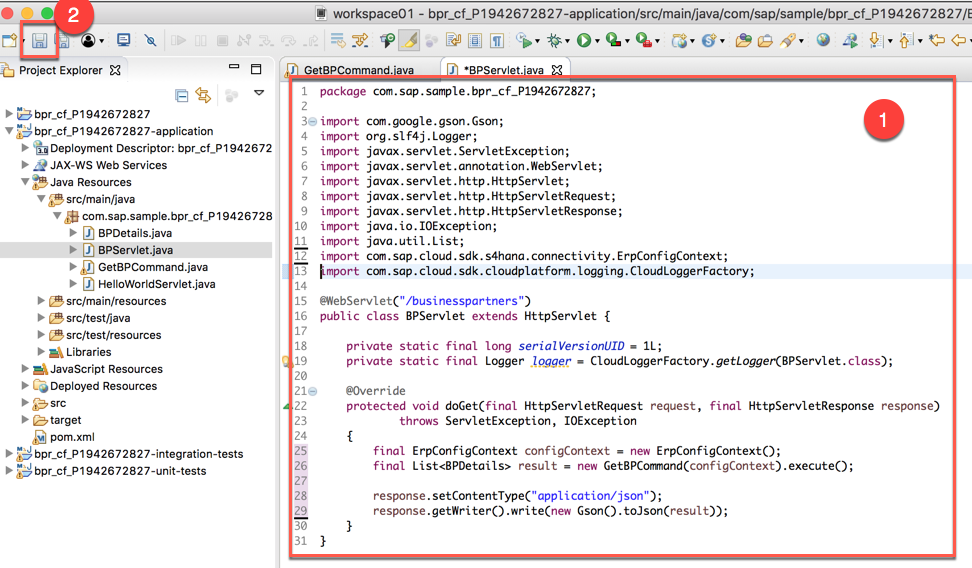 workspace01 - bpr_cf_P1942672827-application/src/main/java/com/sap/sample/bpr_cf_P1942672827/
2
Project Explorer
GetBPCommand.java
*BPServlet.java
bpr_cf_P1942672827
bpr_cf_P1942672827-application
Deployment Descriptor: bpr_cf_P1942672
JAX-WS Web Services
Java Resources
src/main/java
com.sap.sample.bpr_cf_P19426728
BPDetails.java
BPServlet.java
GetBPCommand.java
HelloWorldServlet.java
src/main/resources
src/test/java
src/test/resources
Libraries
JavaScript Resources
Deployed Resources
src
target
pom.xml
bpr_cf_P1942672827-integration-tests
bpr_cf_P1942672827-unit-tests
1
1 package com.sap.sample.bpr_cf_P1942672827;
2
3 import com.google.gson.Gson;
4 import org.slf4j.Logger;
5 import javax.servlet.ServletException;
6 import javax.servlet.annotation.WebServlet;
7 import javax.servlet.http.HttpServlet;
8 import javax.servlet.http.HttpServletRequest;
9 import javax.servlet.http.HttpServletResponse;
10 import java.io.IOException;
11 import java.util.List;
12 import com.sap.cloud.sdk.s4hana.connectivity.ErpConfigContext;
13 import com.sap.cloud.sdk.cloudplatform.logging.CloudLoggerFactory;
14
15 @WebServlet("/businesspartners")
16 public class BPServlet extends HttpServlet {
17
18 private static final long serialVersionUID = 1L;
19 private static final Logger logger = CloudLoggerFactory.getLogger(BPServlet.class);
20
21 @Override
22 protected void doGet(final HttpServletRequest request, final HttpServletResponse response)
23 throws ServletException, IOException
24 {
25 final ErpConfigContext configContext = new ErpConfigContext();
26 final List<BPDetails> result = new GetBPCommand(configContext).execute();
27
28 response.setContentType("application/json");
29 response.getWriter().write(new Gson().toJson(result));
30 }
31 }